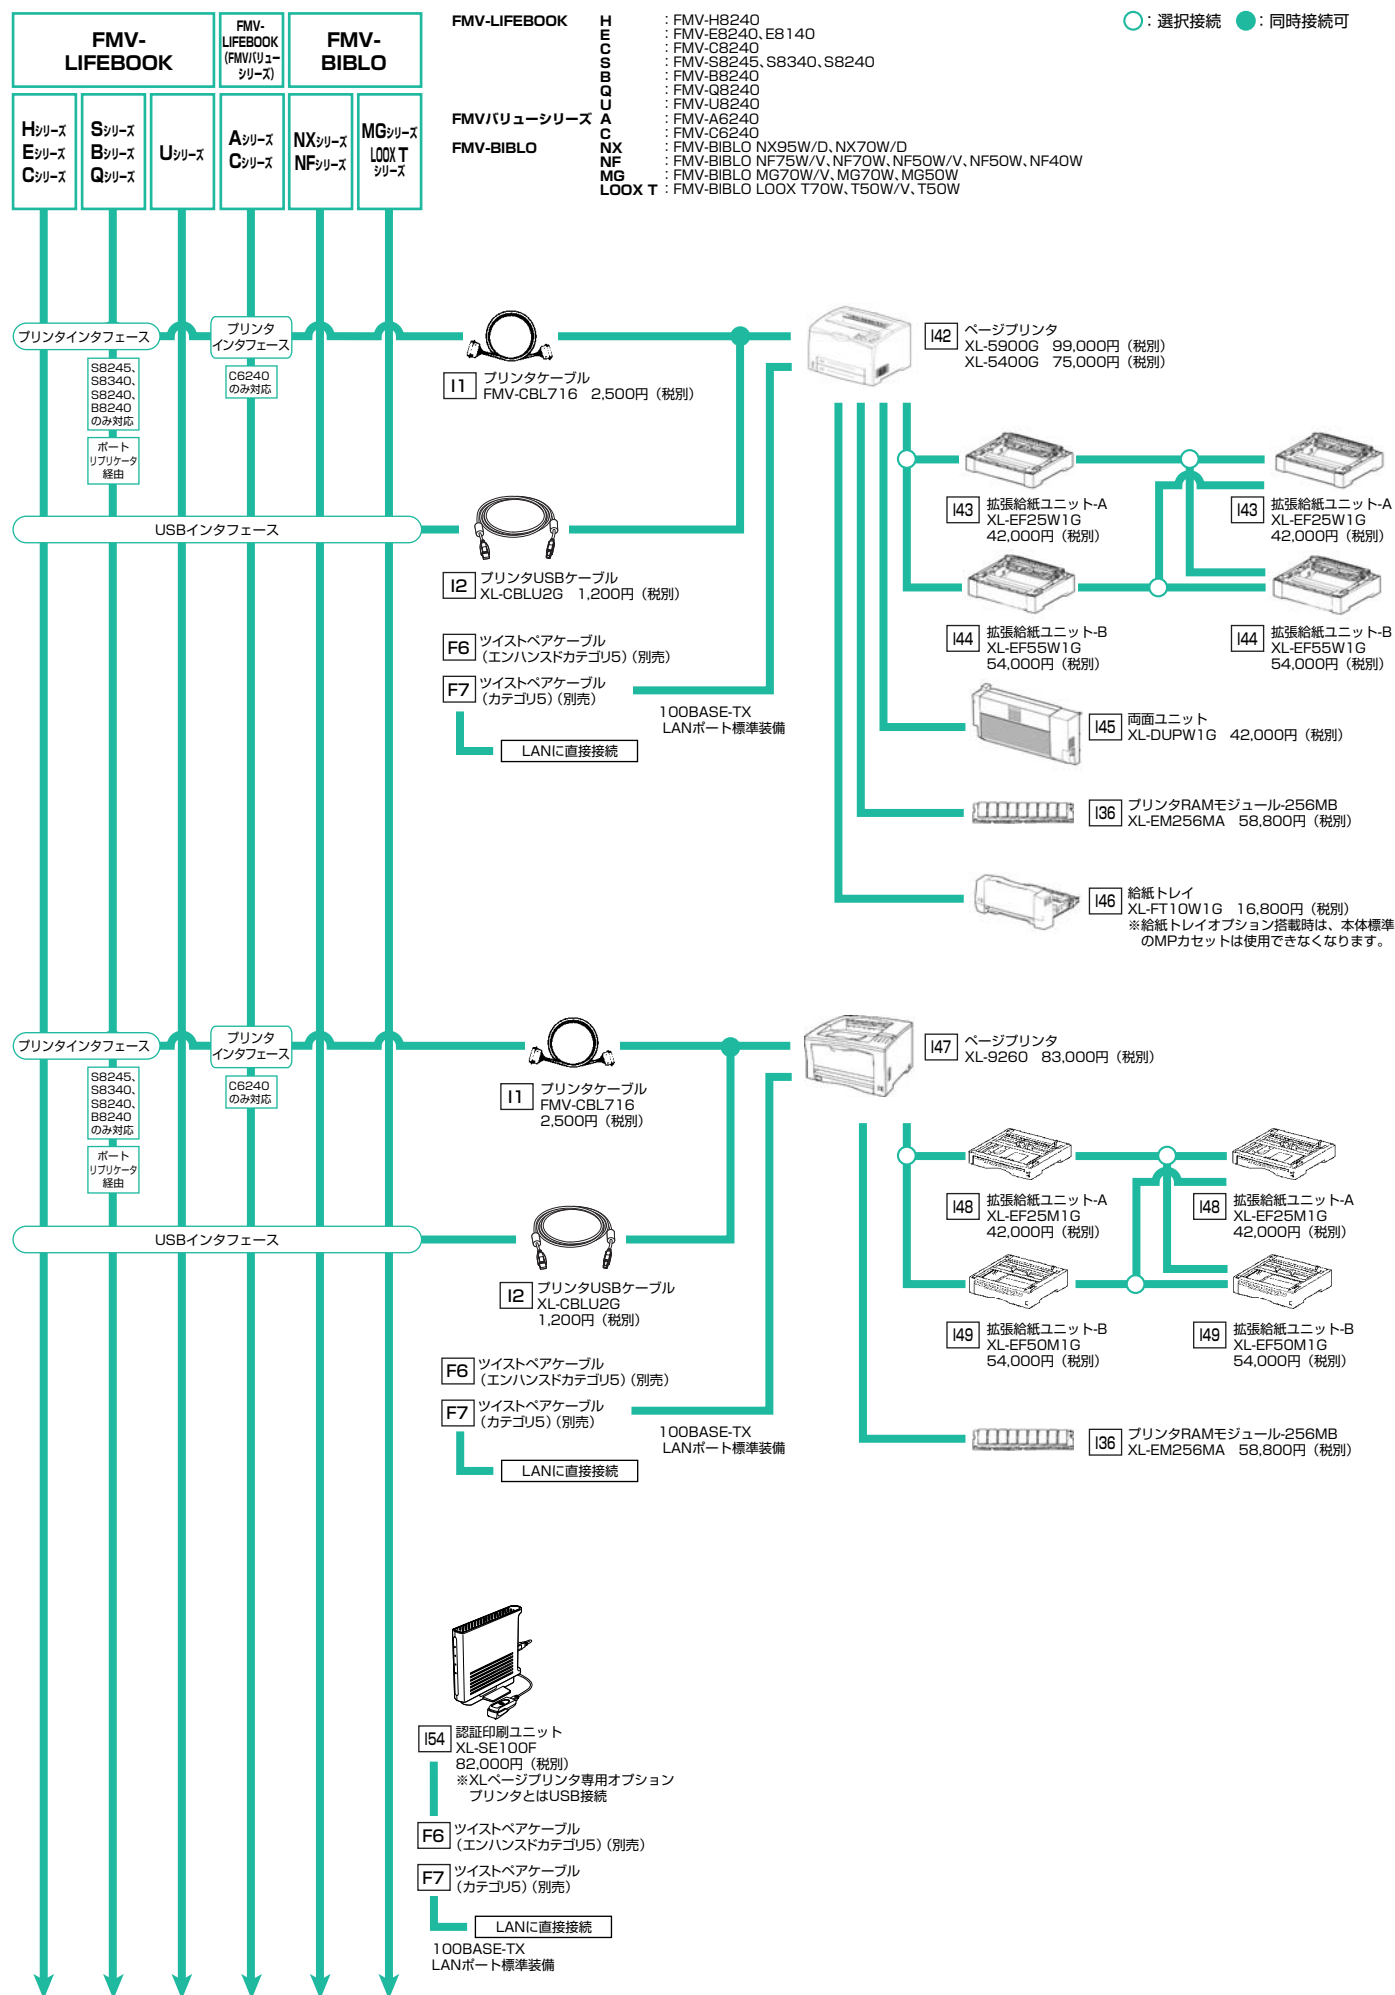 FMV-
LIFEBOOK
FMV-
LIFEBOOK
(FMVバリュー
シリーズ)
FMV-
BIBLO
Hシリーズ
Eシリーズ
Cシリーズ
Sシリーズ
Bシリーズ
Qシリーズ
Uシリーズ
Aシリーズ
Cシリーズ
NXシリーズ
NFシリーズ
MGシリーズ
LOOX T
シリーズ
FMV-LIFEBOOK H : FMV-H8240
E : FMV-E8240、E8140
C : FMV-C8240
S : FMV-S8245、S8340、S8240
B : FMV-B8240
Q : FMV-Q8240
U : FMV-U8240
FMVバリューシリーズ A : FMV-A6240
C : FMV-C6240
FMV-BIBLO NX : FMV-BIBLO NX95W/D、NX70W/D
NF : FMV-BIBLO NF75W/V、NF70W、NF50W/V、NF50W、NF40W
MG : FMV-BIBLO MG70W/V、MG70W、MG50W
LOOX T : FMV-BIBLO LOOX T70W、T50W/V、T50W
○: 選択接続 ●: 同時接続可
プリンタインタフェース
プリンタ
インタフェース
S8245、
S8340、
S8240、
B8240
のみ対応
ポート
リプリケータ
経由
C6240
のみ対応
I1 プリンタケーブル
FMV-CBL716 2,500円(税別)
I42 ページプリンタ
XL-5900G 99,000円(税別)
XL-5400G 75,000円(税別)
USBインタフェース
I2 プリンタUSBケーブル
XL-CBLU2G 1,200円(税別)
F6 ツイストペアケーブル
(エンハンスドカテゴリ5)(別売)
F7 ツイストペアケーブル
(カテゴリ5)(別売)
LANに直接接続
100BASE-TX
LANポート標準装備
I43 拡張給紙ユニット-A
XL-EF25W1G
42,000円(税別)
I43 拡張給紙ユニット-A
XL-EF25W1G
42,000円(税別)
I44 拡張給紙ユニット-B
XL-EF55W1G
54,000円(税別)
I44 拡張給紙ユニット-B
XL-EF55W1G
54,000円(税別)
I45 両面ユニット
XL-DUPW1G 42,000円(税別)
I36 プリンタRAMモジュール-256MB
XL-EM256MA 58,800円(税別)
I46 給紙トレイ
XL-FT10W1G 16,800円(税別)
※給紙トレイオプション搭載時は、本体標準
のMPカセットは使用できなくなります。
プリンタインタフェース
プリンタ
インタフェース
S8245、
S8340、
S8240、
B8240
のみ対応
ポート
リプリケータ
経由
C6240
のみ対応
I1 プリンタケーブル
FMV-CBL716
2,500円(税別)
I47 ページプリンタ
XL-9260 83,000円(税別)
USBインタフェース
I2 プリンタUSBケーブル
XL-CBLU2G
1,200円(税別)
F6 ツイストペアケーブル
(エンハンスドカテゴリ5)(別売)
F7 ツイストペアケーブル
(カテゴリ5)(別売)
LANに直接接続
100BASE-TX
LANポート標準装備
I48 拡張給紙ユニット-A
XL-EF25M1G
42,000円(税別)
I48 拡張給紙ユニット-A
XL-EF25M1G
42,000円(税別)
I49 拡張給紙ユニット-B
XL-EF50M1G
54,000円(税別)
I49 拡張給紙ユニット-B
XL-EF50M1G
54,000円(税別)
I36 プリンタRAMモジュール-256MB
XL-EM256MA 58,800円(税別)
I54 認証印刷ユニット
XL-SE100F
82,000円(税別)
※XLページプリンタ専用オプション
プリンタとはUSB接続
F6 ツイストペアケーブル
(エンハンスドカテゴリ5)(別売)
F7 ツイストペアケーブル
(カテゴリ5)(別売)
LANに直接接続
100BASE-TX
LANポート標準装備